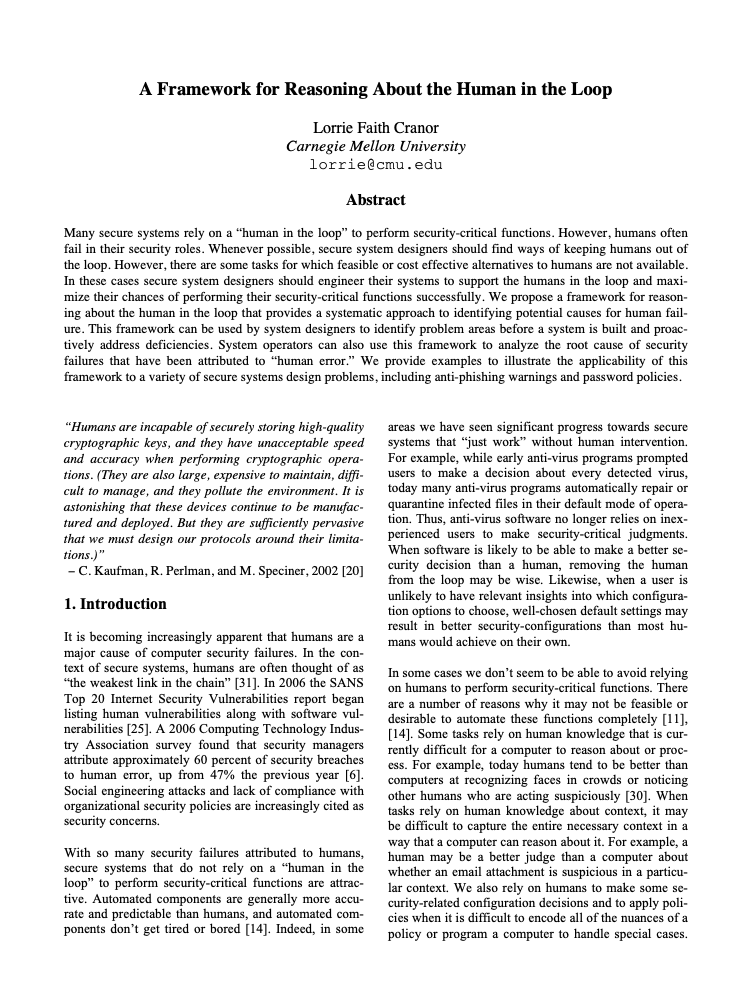 A Framework for Reasoning About the Human in the Loop
Lorrie Faith Cranor
Carnegie Mellon University
lorrie@cmu.edu
Abstract
Many secure systems rely on a “human in the loop” to perform security-critical functions. However, humans often
fail in their security roles. Whenever possible, secure system designers should find ways of keeping humans out of
the loop. However, there are some tasks for which feasible or cost effective alternatives to humans are not available.
In these cases secure system designers should engineer their systems to support the humans in the loop and maxi-
mize their chances of performing their security-critical functions successfully. We propose a framework for reason-
ing about the human in the loop that provides a systematic approach to identifying potential causes for human fail-
ure. This framework can be used by system designers to identify problem areas before a system is built and proac-
tively address deficiencies. System operators can also use this framework to analyze the root cause of security
failures that have been attributed to “human error.” We provide examples to illustrate the applicability of this
framework to a variety of secure systems design problems, including anti-phishing warnings and password policies.
“Humans are incapable of securely storing high-quality
cryptographic keys, and they have unacceptable speed
and accuracy when performing cryptographic opera-
tions. (They are also large, expensive to maintain, diffi-
cult to manage, and they pollute the environment. It is
astonishing that these devices continue to be manufac-
tured and deployed. But they are sufficiently pervasive
that we must design our protocols around their limita-
tions.)”
– C. Kaufman, R. Perlman, and M. Speciner, 2002 [20]
1. Introduction
It is becoming increasingly apparent that humans are a
major cause of computer security failures. In the con-
text of secure systems, humans are often thought of as
“the weakest link in the chain” [31]. In 2006 the SANS
Top 20 Internet Security Vulnerabilities report began
listing human vulnerabilities along with software vul-
nerabilities [25]. A 2006 Computing Technology Indus-
try Association survey found that security managers
attribute approximately 60 percent of security breaches
to human error, up from 47% the previous year [6].
Social engineering attacks and lack of compliance with
organizational security policies are increasingly cited as
security concerns.
With so many security failures attributed to humans,
secure systems that do not rely on a “human in the
loop” to perform security-critical functions are attrac-
tive. Automated components are generally more accu-
rate and predictable than humans, and automated com-
ponents don’t get tired or bored [14]. Indeed, in some
areas we have seen significant progress towards secure
systems that “just work” without human intervention.
For example, while early anti-virus programs prompted
users to make a decision about every detected virus,
today many anti-virus programs automatically repair or
quarantine infected files in their default mode of opera-
tion. Thus, anti-virus software no longer relies on inex-
perienced users to make security-critical judgments.
When software is likely to be able to make a better se-
curity decision than a human, removing the human
from the loop may be wise. Likewise, when a user is
unlikely to have relevant insights into which configura-
tion options to choose, well-chosen default settings may
result in better security-configurations than most hu-
mans would achieve on their own.
In some cases we don’t seem to be able to avoid relying
on humans to perform security-critical functions. There
are a number of reasons why it may not be feasible or
desirable to automate these functions completely [11],
[14]. Some tasks rely on human knowledge that is cur-
rently difficult for a computer to reason about or proc-
ess. For example, today humans tend to be better than
computers at recognizing faces in crowds or noticing
other humans who are acting suspiciously [30]. When
tasks rely on human knowledge about context, it may
be difficult to capture the entire necessary context in a
way that a computer can reason about it. For example, a
human may be a better judge than a computer about
whether an email attachment is suspicious in a particu-
lar context. We also rely on humans to make some se-
curity-related configuration decisions and to apply poli-
cies when it is difficult to encode all of the nuances of a
policy or program a computer to handle special cases.